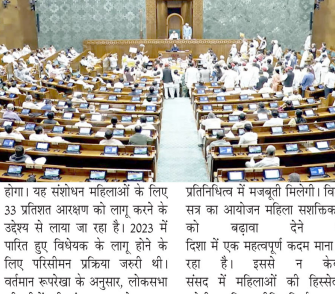 होगा। यह संशोधन महिलाओं के लिए
33 प्रतिशत आरक्षण को लागू करने के
उद्देश्य से लाया जा रहा है। 2023 में
पारित हुए विधेयक के लागू होने के
लिए परिसीमन प्रक्रिया जरुरी थी।
वर्तमान रूपरेखा के अनुसार, लोकसभा
प्रतिनिधित्व में मजबूती मिलेगी।
सत्र का आयोजन महिला
को बढ़ावा देने
दिशा में एक महत्वपूर्ण कदम माना
रहा है। इससे न
संसद में महिलाओं की